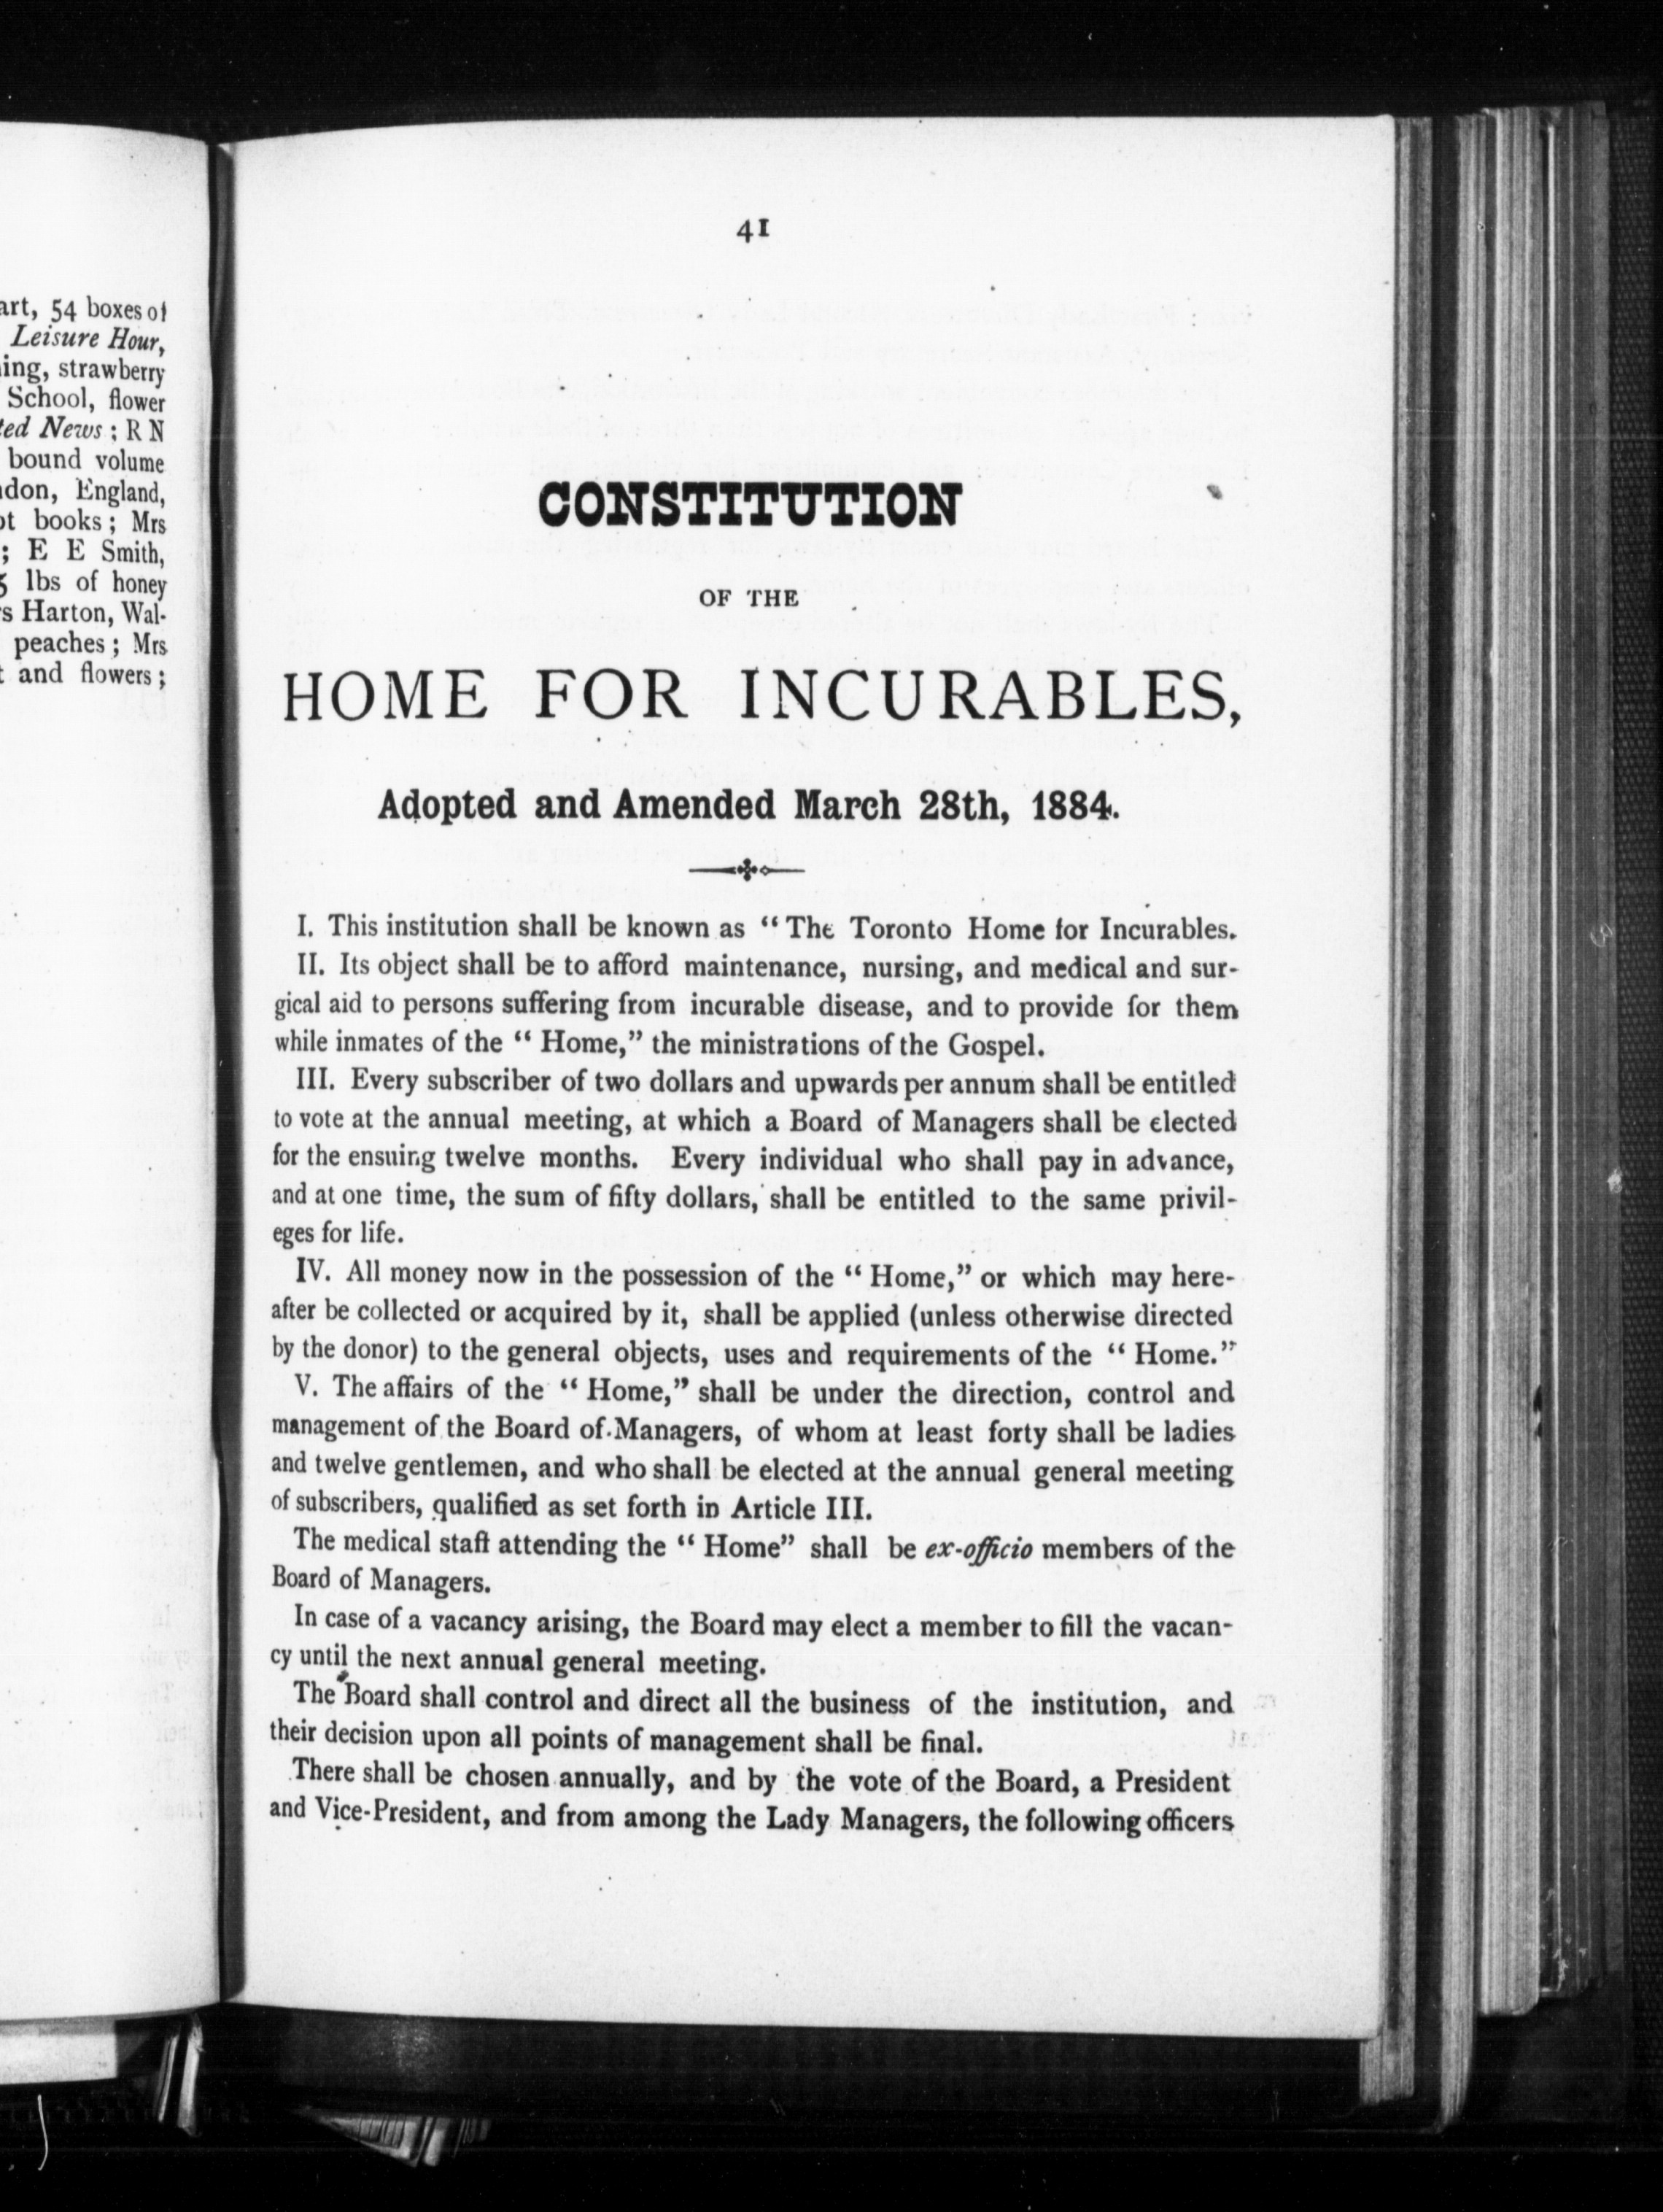 art, 54 boxes of
Leisure Hour,
ing, strawberry
School, flower
ted News ; R N
bound volume
don, England,
ot books ; Mrs
; E E Smith,
5 lbs of honey
s Harton, Wal-
peaches ; Mrs
and flowers ;
41
CONSTITUTION
OF THE
HOME FOR INCURABLES,
Adopted and Amended March 28th, 1884.
I. This institution shall be known as “ The Toronto Home for Incurables.
II. Its object shall be to afford maintenance, nursing, and medical and sur-
gical aid to persons suffering from incurable disease, and to provide for them
while inmates of the “ Home,” the ministrations of the Gospel.
III. Every subscriber of two dollars and upwards per annum shall be entitled
to vote at the annual meeting, at which a Board of Managers shall be elected
for the ensuing twelve months. Every individual who shall pay in advance,
and at one time, the sum of fifty dollars, shall be entitled to the same privil-
eges for life.
IV. All money now in the possession of the “ Home,” or which may here-
after be collected or acquired by it, shall be applied (unless otherwise directed
by the donor) to the general objects, uses and requirements of the “ Home.”
V. The affairs of the “ Home,” shall be under the direction, control and
management of the Board of Managers, of whom at least forty shall be ladies
and twelve gentlemen, and who shall be elected at the annual general meeting
of subscribers, qualified as set forth in Article III.
The medical staff attending the “ Home” shall be ex-officio members of the
Board of Managers.
In case of a vacancy arising, the Board may elect a member to fill the vacan-
cy until the next annual general meeting.
The Board shall control and direct all the business of the institution, and
their decision upon all points of management shall be final.
There shall be chosen annually, and by the vote of the Board, a President
and Vice-President, and from among the Lady Managers, the following officers